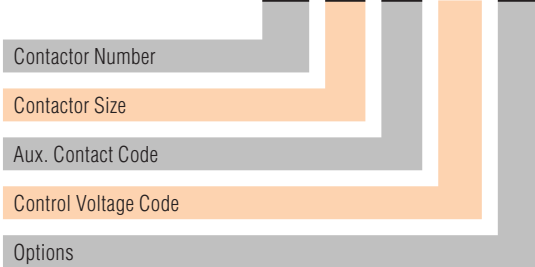 Contactor Number
Contactor Size
Aux. Contact Code
Control Voltage Code
Options